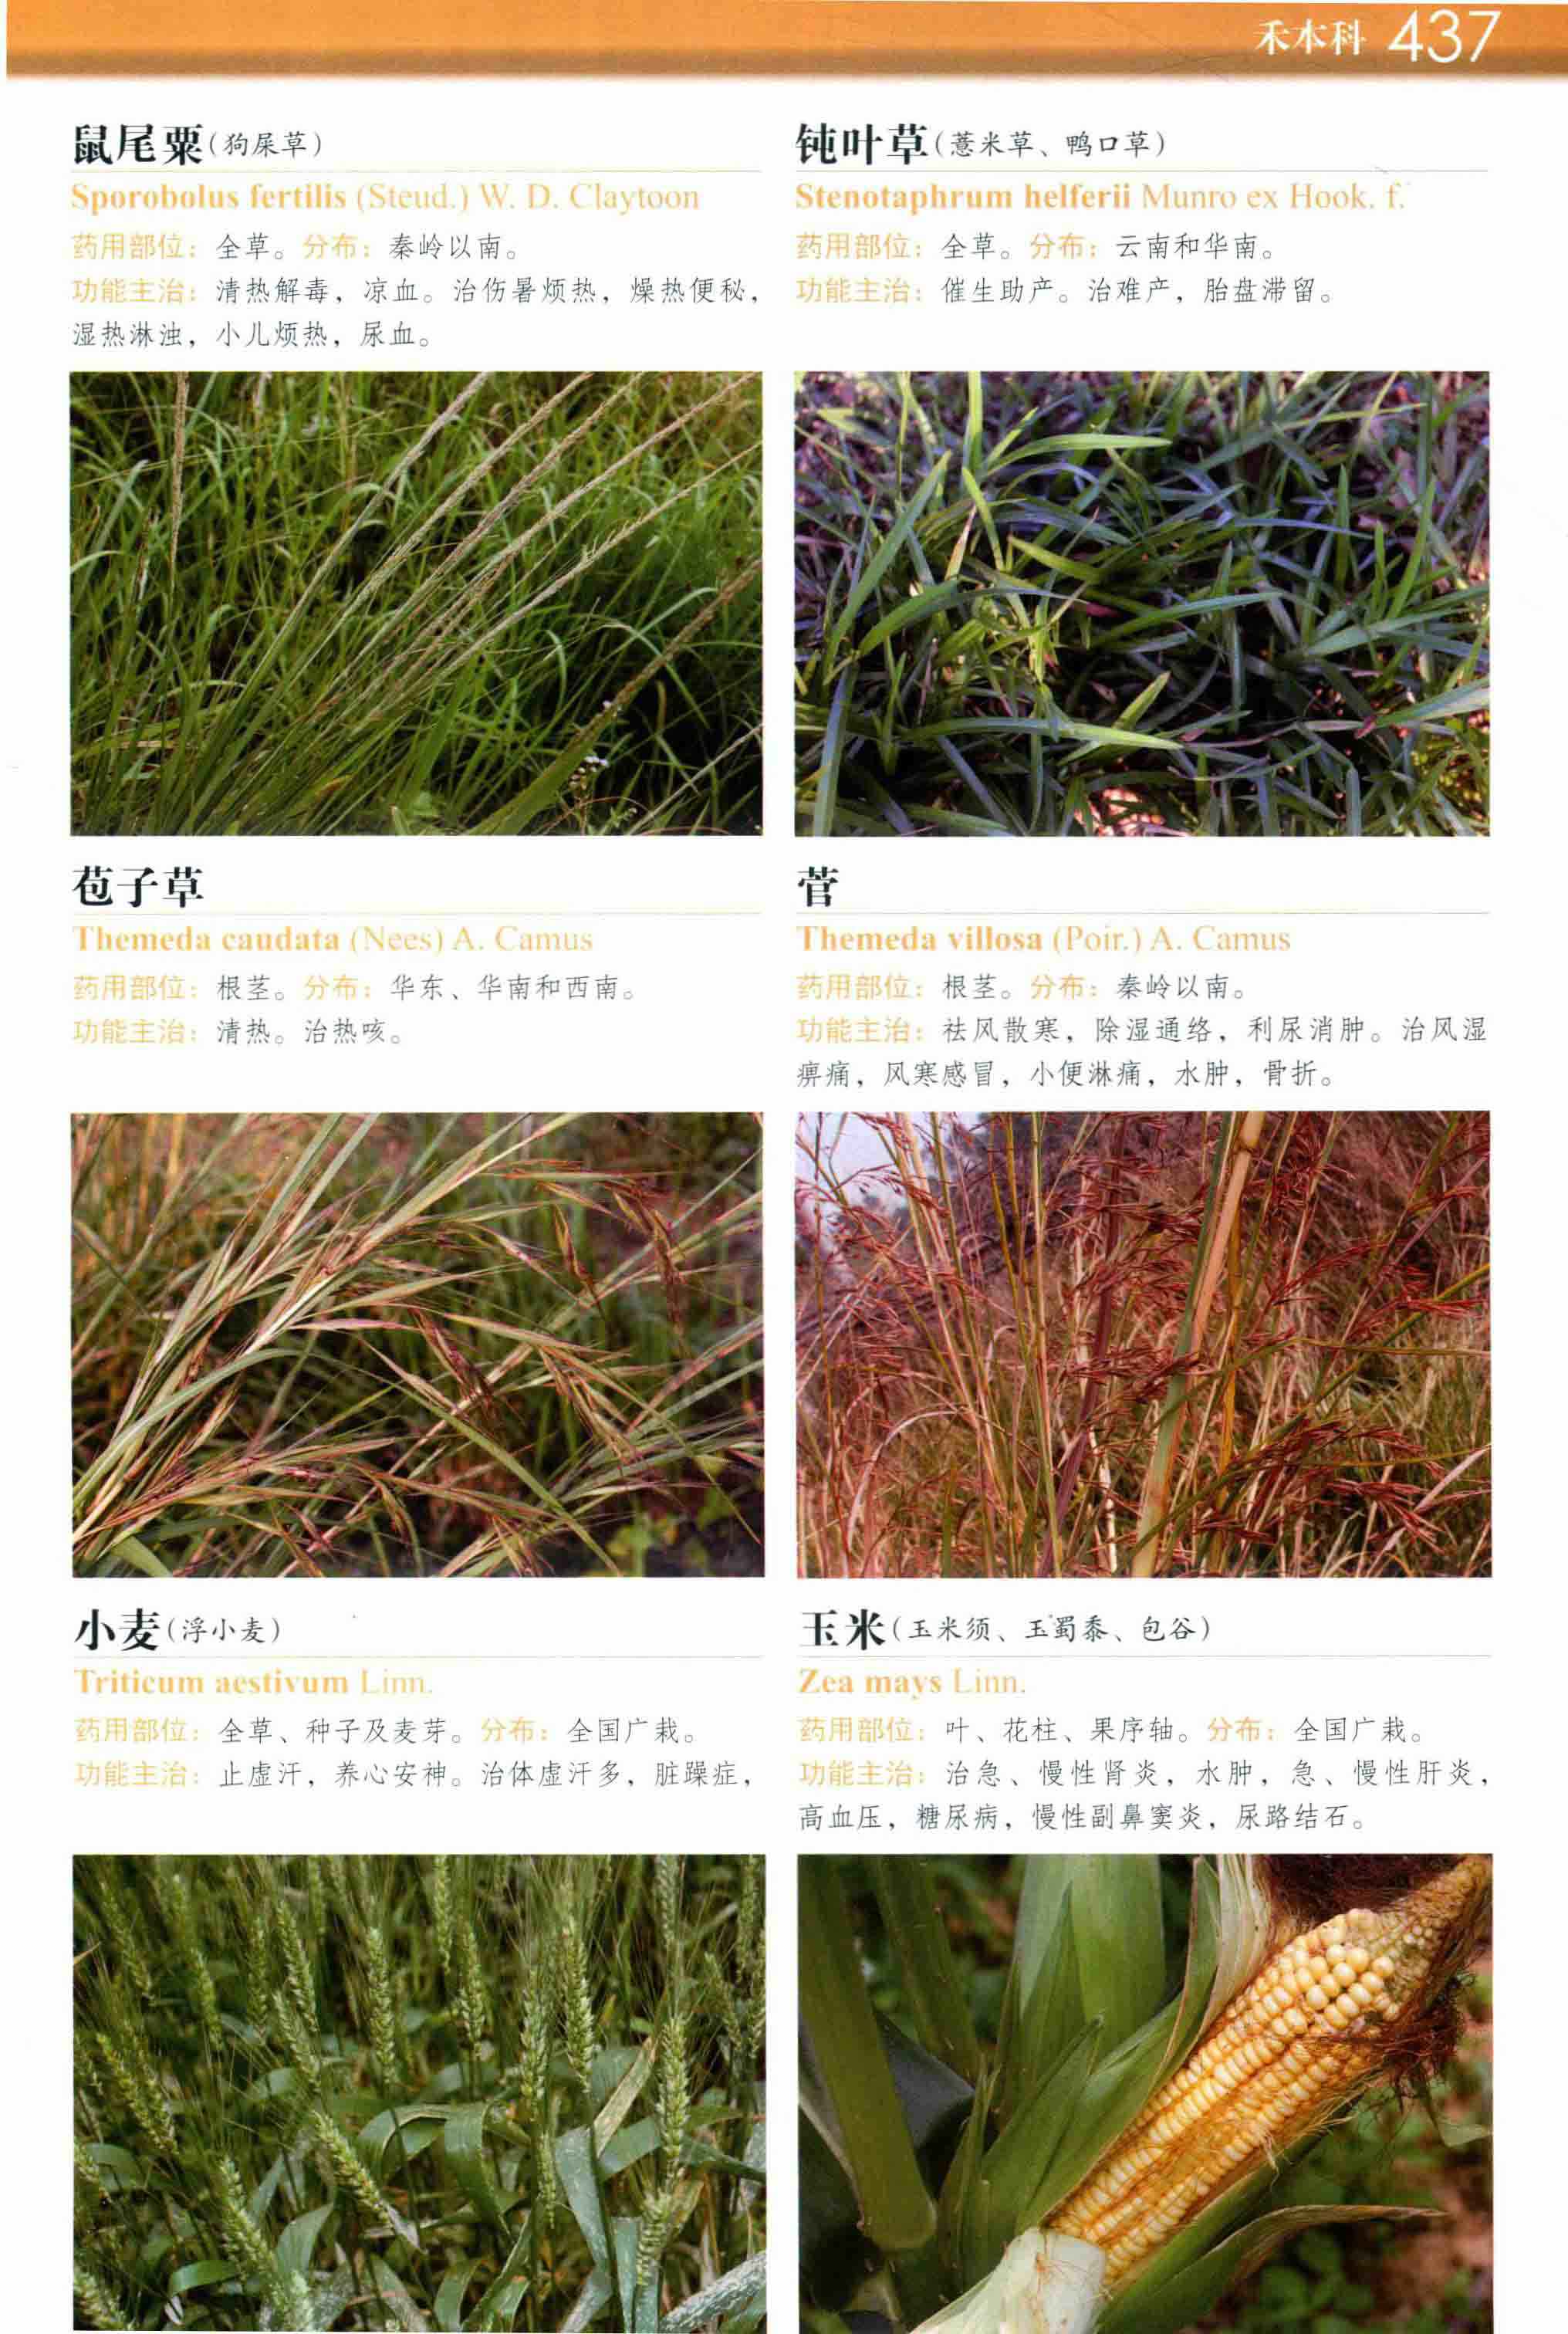 禾本科 437
鼠尾粟(狗屎草)
Sporobolus fertilis (Steud.) W. D. Claytoon
药用部位：全草。分布：秦岭以南。
功能主治：清热解毒，凉血。治伤暑烦热，燥热便秘，
湿热淋浊，小儿烦热，尿血。
钝叶草(薏米草、鸭口草)
Stenotaphrum helferii Munro ex Hook. f.
药用部位：全草。分布：云南和华南。
功能主治：催生助产。治难产，胎盘滞留。
苞子草
Themeda caudata (Nees) A. Camus
药用部位：根茎。分布：华东、华南和西南。
功能主治：清热。治热咳。
菅
Themeda villosa (Poir.) A. Camus
药用部位：根茎。分布：秦岭以南。
功能主治：祛风散寒，除湿通络，利尿消肿。治风湿
痹痛，风寒感冒，小便淋痛，水肿，骨折。
小麦(浮小麦)
Triticum aestivum Linn.
药用部位：全草、种子及麦芽。分布：全国广栽。
功能主治：止虚汗，养心安神。治体虚汗多，脏躁症，
玉米(玉米须、玉蜀黍、包谷)
Zea mays Linn.
药用部位：叶、花柱、果序轴。分布：全国广栽。
功能主治：治急、慢性肾炎，水肿，急、慢性肝炎，
高血压，糖尿病，慢性副鼻窦炎，尿路结石。